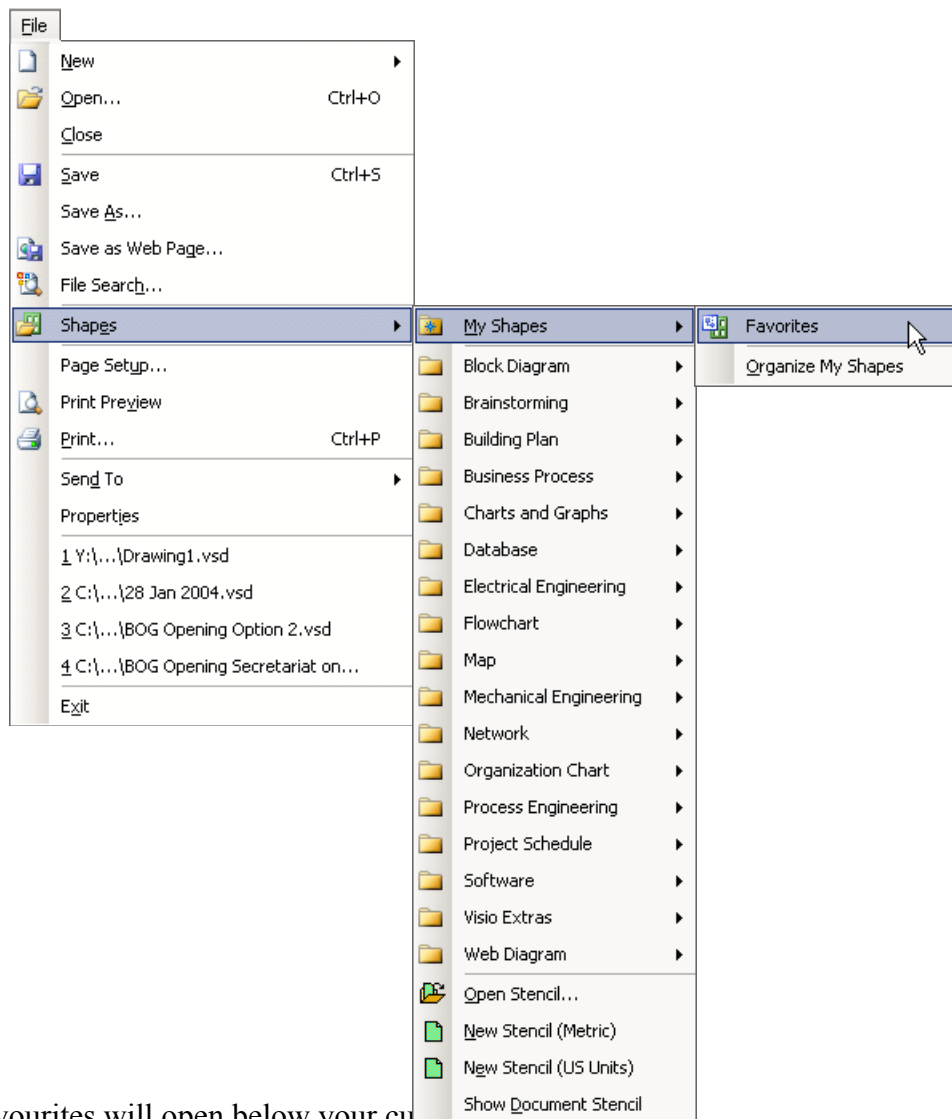 File
New
Open... Ctrl+O
Close
Save Ctrl+S
Save As...
Save as Web Page...
File Search...
Shapes
Page Setup...
Print Preview
Print... Ctrl+P
Send To
Properties
1 Y:\...\Drawing1.vsd
2 C:\...\28 Jan 2004.vsd
3 C:\...\BOG Opening Option 2.vsd
4 C:\...\BOG Opening Secretariat on...
Exit
My Shapes
Block Diagram
Brainstorming
Building Plan
Business Process
Charts and Graphs
Database
Electrical Engineering
Flowchart
Map
Mechanical Engineering
Network
Organization Chart
Process Engineering
Project Schedule
Software
Visio Extras
Web Diagram
Open Stencil...
New Stencil (Metric)
New Stencil (US Units)
Show Document Stencil
Favorites
Organize My Shapes
vourites will open below your cu